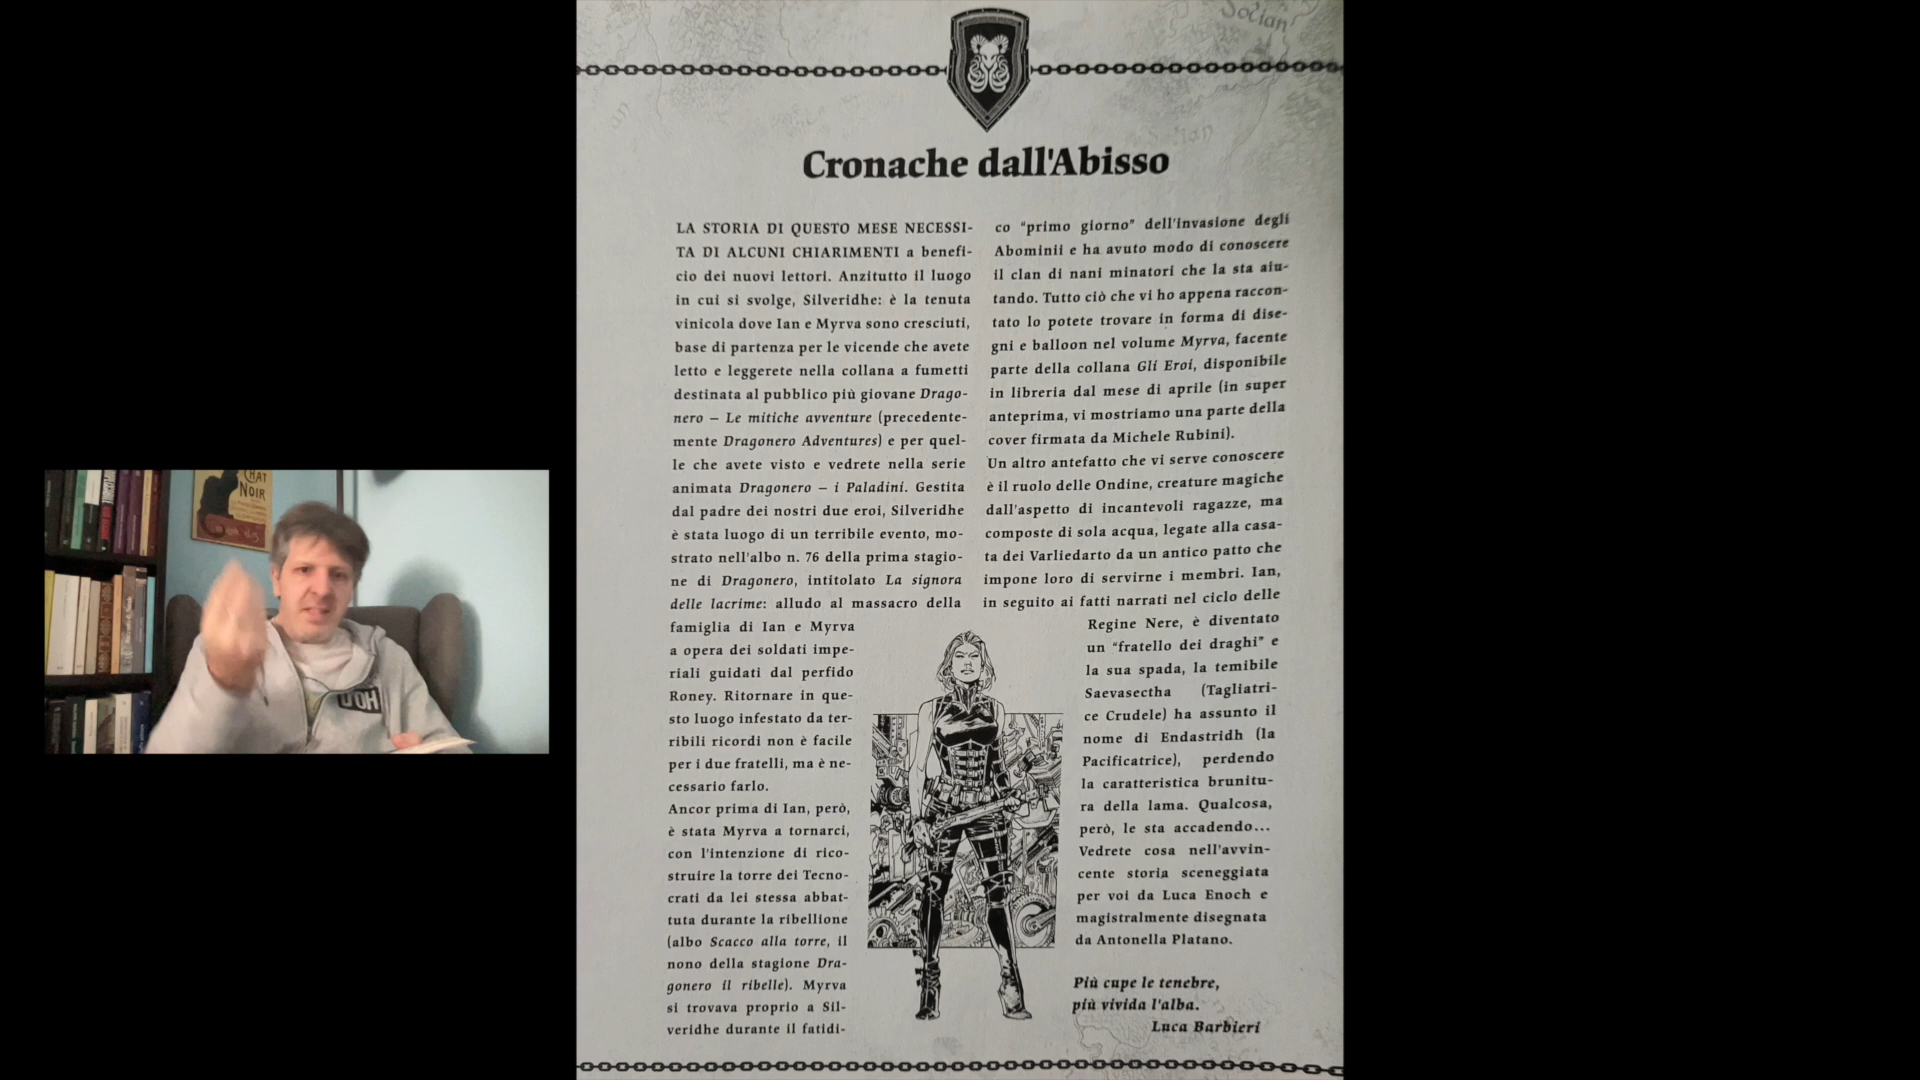 Solian
Solian
Cronache dall'Abisso
LA STORIA DI QUESTO MESE NECESSI-
TA DI ALCUNI CHIARIMENTI a benefi-
cio dei nuovi lettori. Anzitutto il luogo
in cui si svolge, Silveridhe: è la tenuta
vinicola dove Ian e Myrva sono cresciuti,
base di partenza per le vicende che avete
letto e leggerete nella collana a fumetti
destinata al pubblico più giovane Drago-
nero – Le mitiche avventure (precedente-
mente Dragonero Adventures) e per quel-
le che avete visto e vedrete nella serie
animata Dragonero – i Paladini. Gestita
dal padre dei nostri due eroi, Silveridhe
è stata luogo di un terribile evento, mo-
strato nell'albo n. 76 della prima stagio-
ne di Dragonero, intitolato La signora
delle lacrime: alludo al massacro della
famiglia di Ian e Myrva
a opera dei soldati impe-
riali guidati dal perfido
Roney. Ritornare in que-
sto luogo infestato da ter-
ribili ricordi non è facile
per i due fratelli, ma è ne-
cessario farlo.
Ancor prima di Ian, però,
è stata Myrva a tornarci,
con l'intenzione di rico-
struire la torre dei Tecno-
crati da lei stessa abbat-
tuta durante la ribellione
(albo Scacco alla torre, il
nono della stagione Dra-
gonero il ribelle). Myrva
si trovava proprio a Sil-
veridhe durante il fatidi-
co "primo giorno" dell'invasione degli
Abominii e ha avuto modo di conoscere
il clan di nani minatori che la sta aiu-
tando. Tutto ciò che vi ho appena raccon-
tato lo potete trovare in forma di dise-
gni e balloon nel volume Myrva, facente
parte della collana Gli Eroi, disponibile
in libreria dal mese di aprile (in super
anteprima, vi mostriamo una parte della
cover firmata da Michele Rubini).
Un altro antefatto che vi serve conoscere
è il ruolo delle Ondine, creature magiche
dall'aspetto di incantevoli ragazze, ma
composte di sola acqua, legate alla casa-
ta dei Varliedarto da un antico patto che
impone loro di servirne i membri. Ian,
in seguito ai fatti narrati nel ciclo delle
Regine Nere, è diventato
un "fratello dei draghi" e
la sua spada, la temibile
Saevasectha (Tagliatri-
ce Crudele) ha assunto il
nome di Endastridh (la
Pacificatrice), perdendo
la caratteristica brunitu-
ra della lama. Qualcosa,
però, le sta accadendo...
Vedrete cosa nell'avvin-
cente storia sceneggiata
per voi da Luca Enoch e
magistralmente disegnata
da Antonella Platano.
Più cupe le tenebre,
più vivida l'alba.
Luca Barbieri
CHAT
NOIR
D'OH